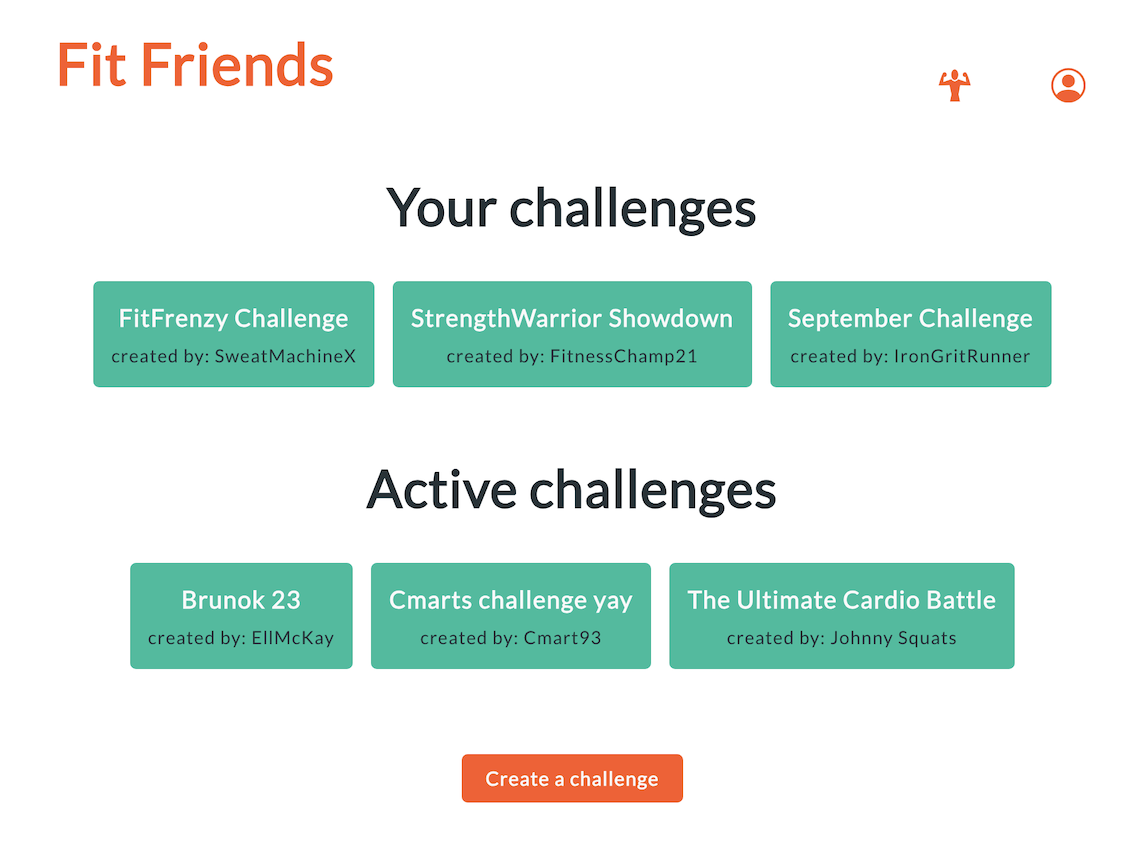 Fit Friends
Your challenges
FitFrenzy Challenge
created by: SweatMachineX
StrengthWarrior Showdown
created by: FitnessChamp21
September Challenge
created by: IronGritRunner
Active challenges
Brunok 23
created by: EllMcKay
Cmarts challenge yay
created by: Cmart93
The Ultimate Cardio Battle
created by: Johnny Squats
Create a challenge